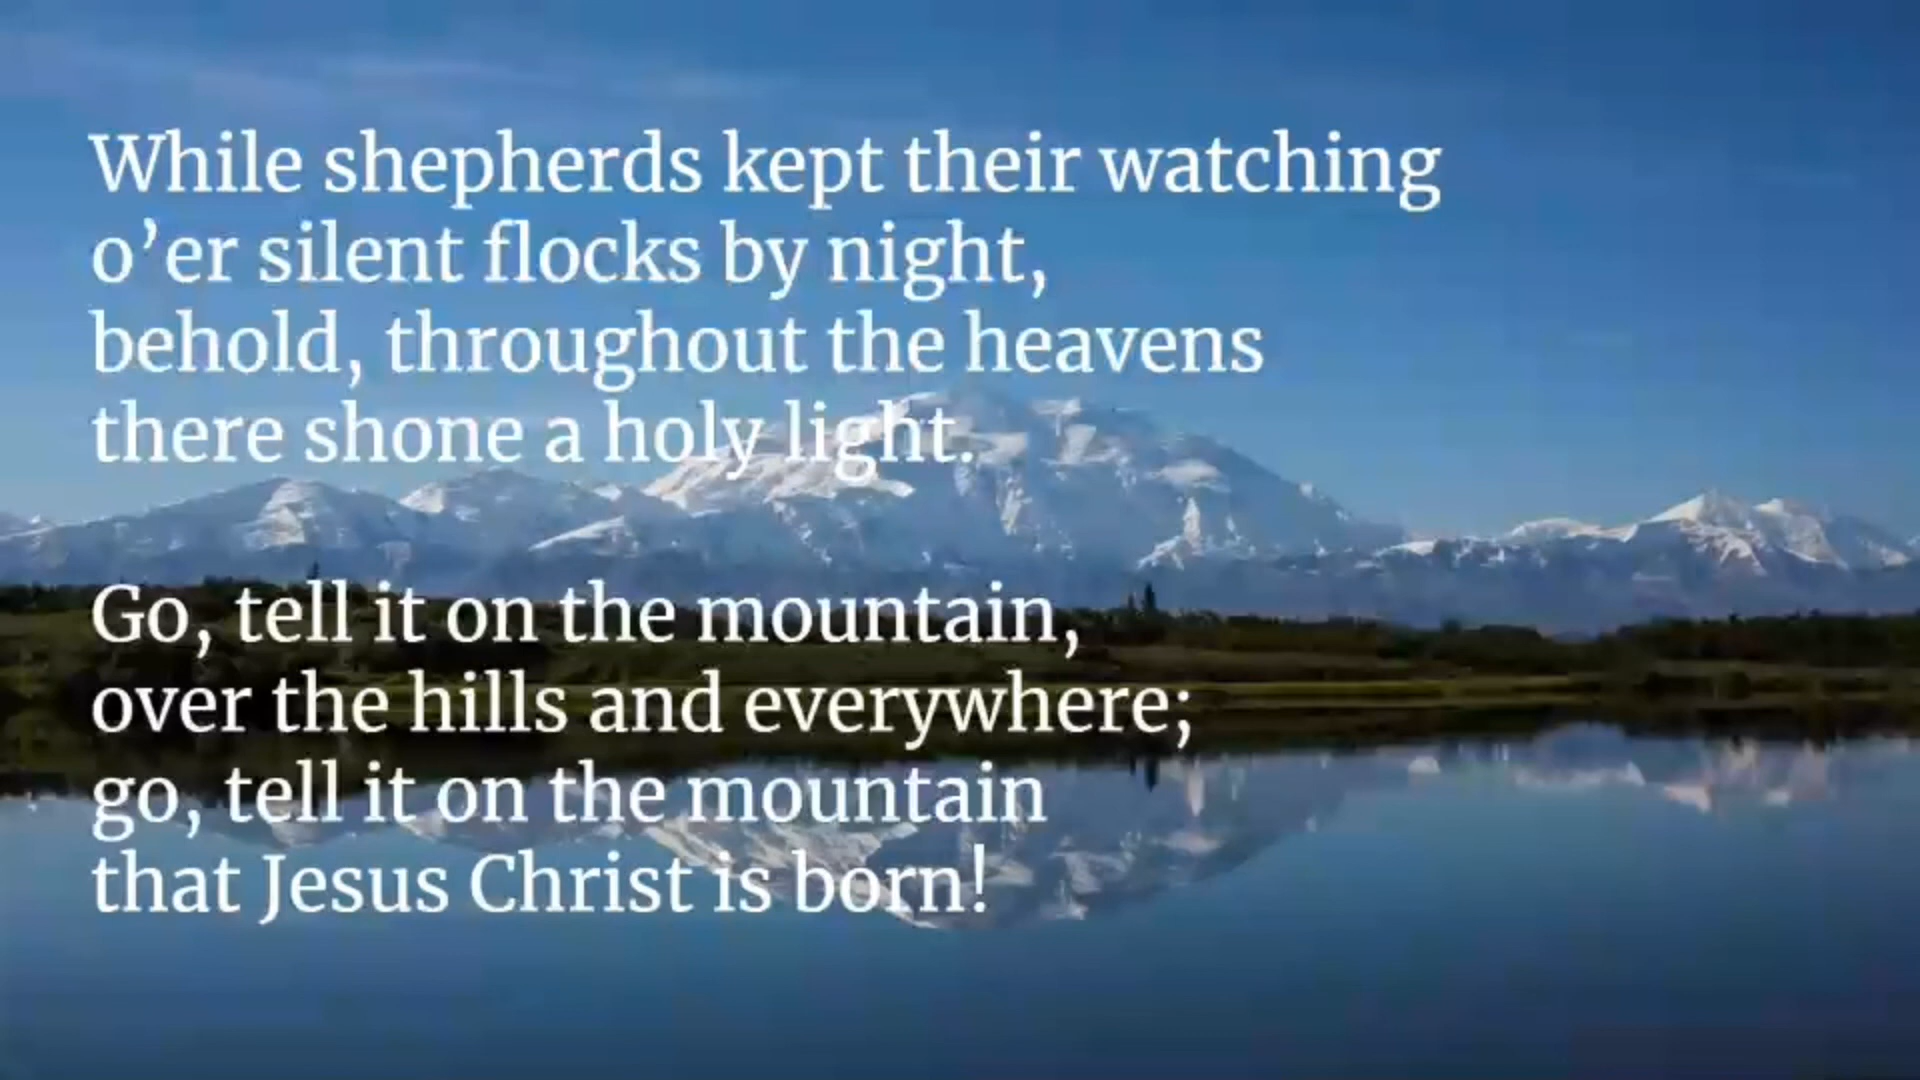 While shepherds kept their watching
o’er silent flocks by night,
behold, throughout the heavens
there shone a holy light.
Go, tell it on the mountain,
over the hills and everywhere;
go, tell it on the mountain
that Jesus Christ is born!